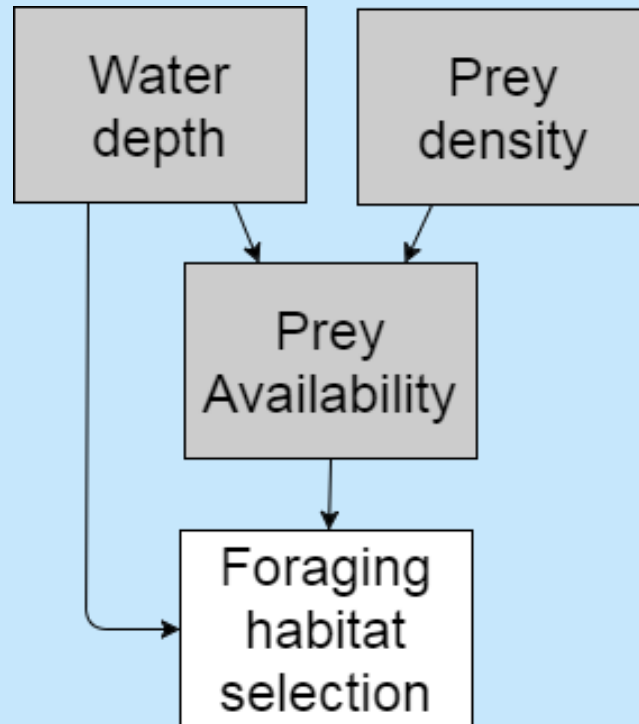 Water
depth
Prey
density
Prey
Availability
Foraging
habitat
selection